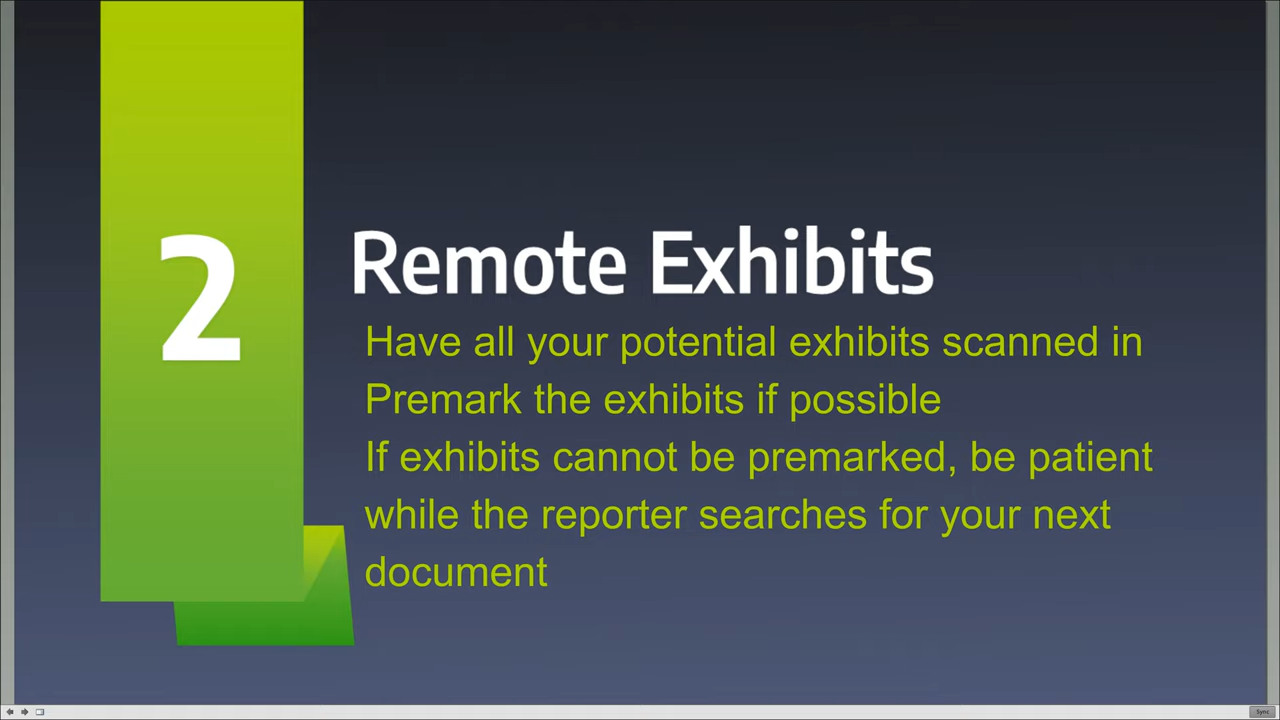 2
Remote Exhibits
Have all your potential exhibits scanned in
Premark the exhibits if possible
If exhibits cannot be premarked, be patient
while the reporter searches for your next
document
Sync